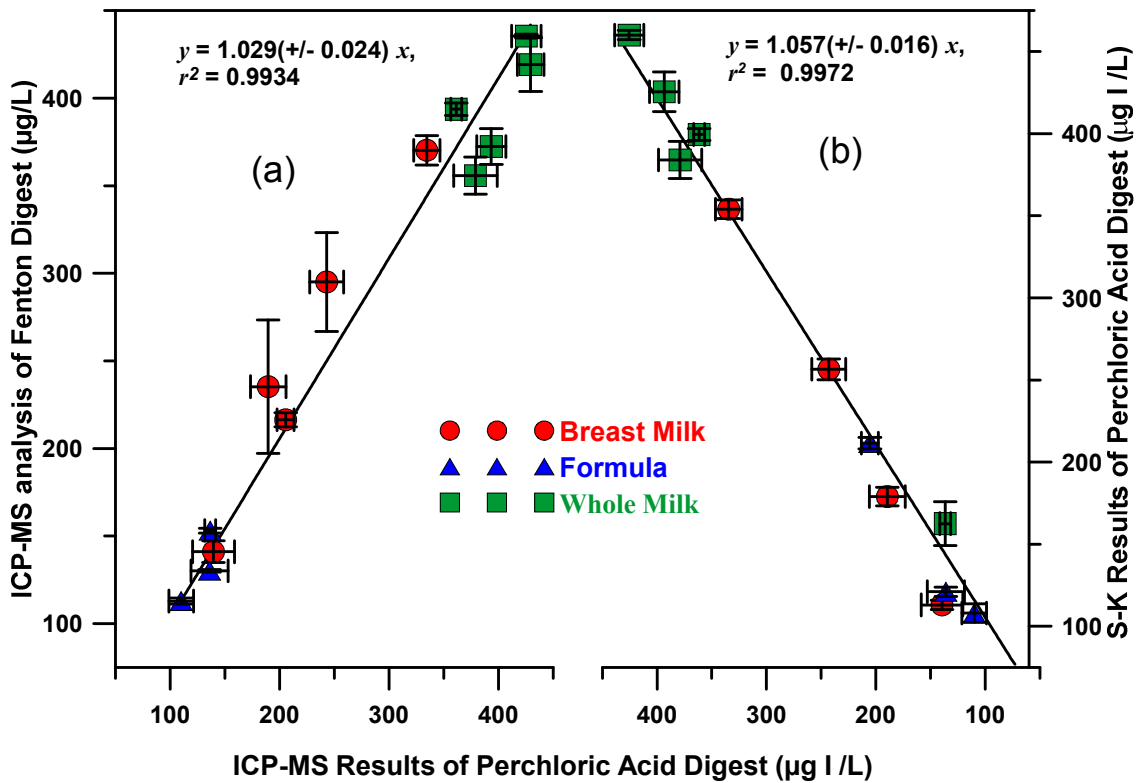 y = 1.029(+/- 0.024) x,
r² = 0.9934
y = 1.057(+/- 0.016) x,
r² = 0.9972
ICP-MS analysis of Fenton Digest (µg/L)
400
300
200
100
(a)
(b)
Breast Milk
Formula
Whole Milk
400
300
200
100
S-K Results of Perchloric Acid Digest (µg I /L)
100 200 300 400
400 300 200 100
ICP-MS Results of Perchloric Acid Digest (µg I /L)